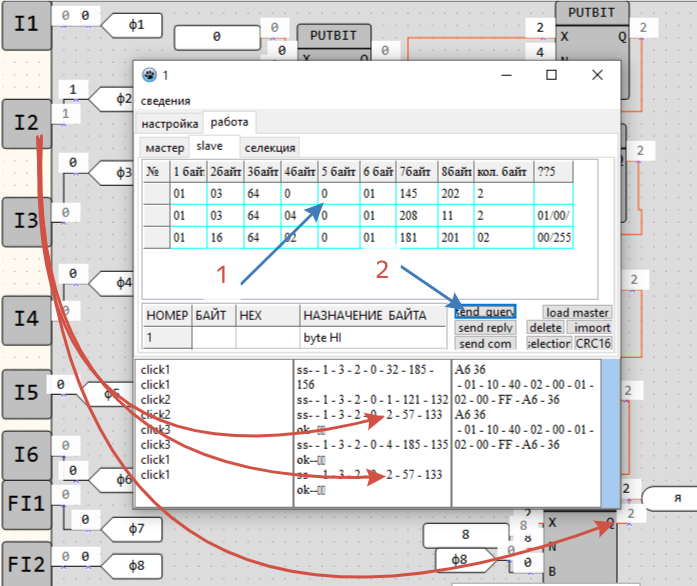 I1
0 0
ф1
0
0
0
PUTBIT
X
Q
0
PUTBIT
2
X
Q
2
4
I2
1
1
ф2
I3
0
0
ф3
2
I4
0
0
ф4
2
I5
0
ф5
2
I6
0
0
ф6
FI1
0
ф7
FI2
0 0
ф8
1
сведения
настройка работа
мастер slave селекция
№ 1 байт 2байт 3байт 4байт 5 байт 6 байт 7байт 8байт кол. байт ??5
01 03 64 0 0 01 145 202 2
01 03 64 04 0 01 208 11 2 01/00/
01 16 64 02 0 01 181 201 02 00/255
1
2
НОМЕР БАЙТ HEX НАЗНАЧЕНИЕ БАЙТА
1 byte HI
send query load master
send reply delete import
send com selection CRC16
click1
click1
click2
click2
click3
click3
click1
click1
ss- - 1 - 3 - 2 - 0 - 32 - 185 -
156
ss- - 1 - 3 - 2 - 0 - 1 - 121 - 132
ss- - 1 - 3 - 2 - 0 - 2 - 57 - 133
ok--
ss- - 1 - 3 - 2 - 0 - 4 - 185 - 135
ok--
ss- - 1 - 3 - 2 - 0 - 2 - 57 - 133
ok--
A6 36
- 01 - 10 - 40 - 02 - 00 - 01 -
02 - 00 - FF - A6 - 36
A6 36
- 01 - 10 - 40 - 02 - 00 - 01 -
02 - 00 - FF - A6 - 36
2
я
2
8
2
8
8
X
Q
ф8
0
0
N
0
B